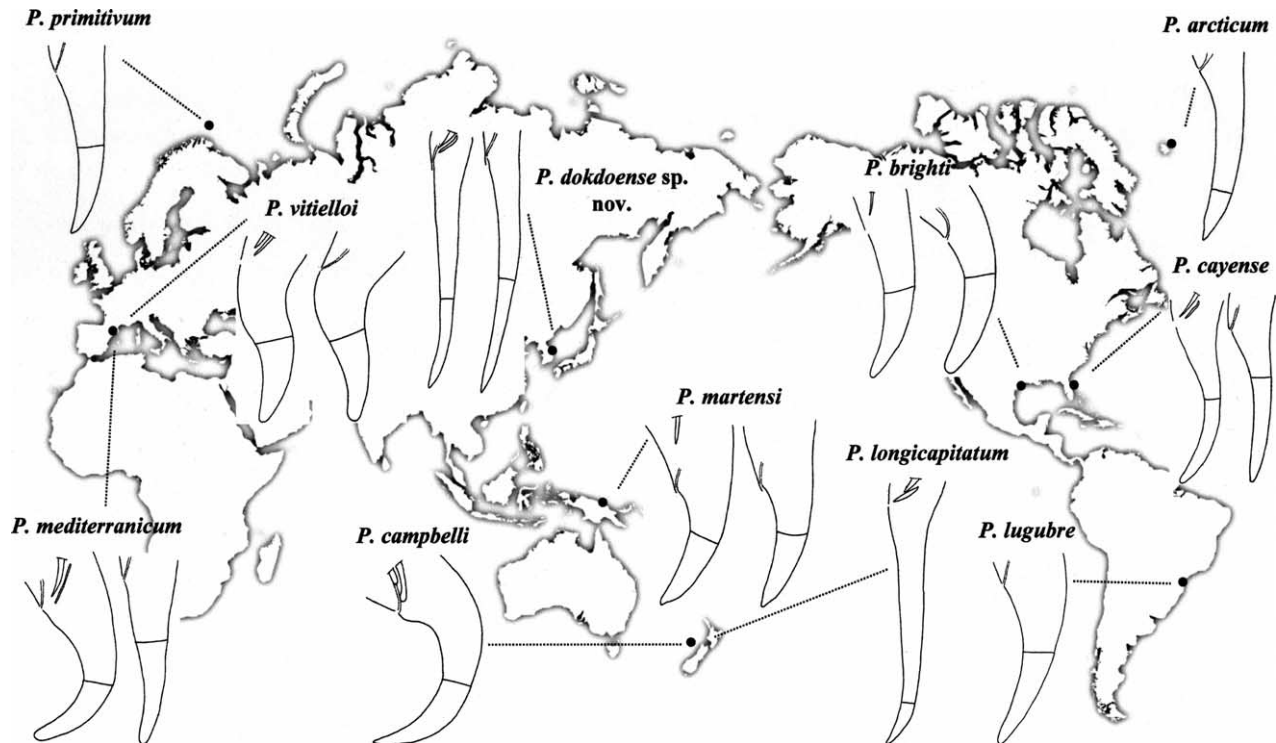 P. primitivum
P. arcticum
P. dokdoense sp.
nov.
P. brighti
P. vitielloi
P. cayense
P. martensi
P. longicapitatum
P. mediterranicum
P. campbelli
P. lugubre